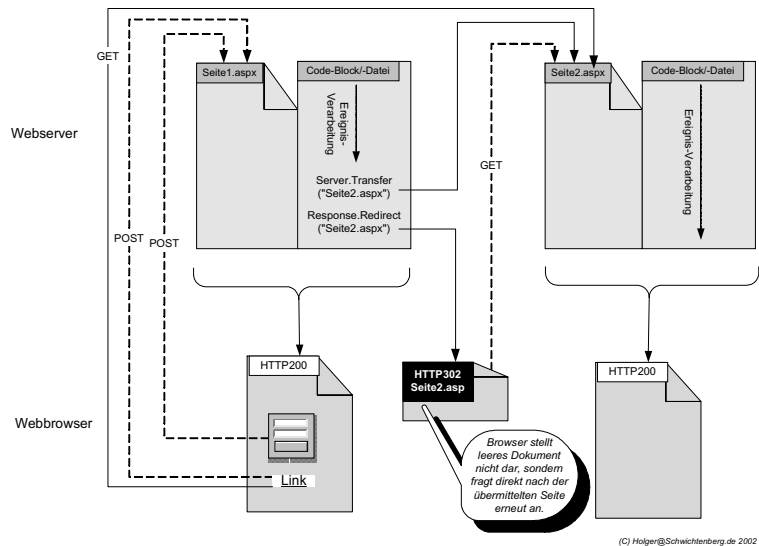 GET
Seite1.aspx
Code-Block/-Datei
Seite2.aspx
Code-Block/-Datei
Webserver
Ereignis-
Verarbeitung
GET
Ereignis-Verarbeitung
Server.Transfer
("Seite2.aspx")
Response.Redirect
("Seite2.aspx")
POST
POST
HTTP200
HTTP302
Seite2.asp
HTTP200
Webbrowser
Link
Browser stellt
leeres Dokument
nicht dar, sondern
fragt direkt nach der
übermittelten Seite
erneut an.
(C) Holger@Schwichtenberg.de 2002